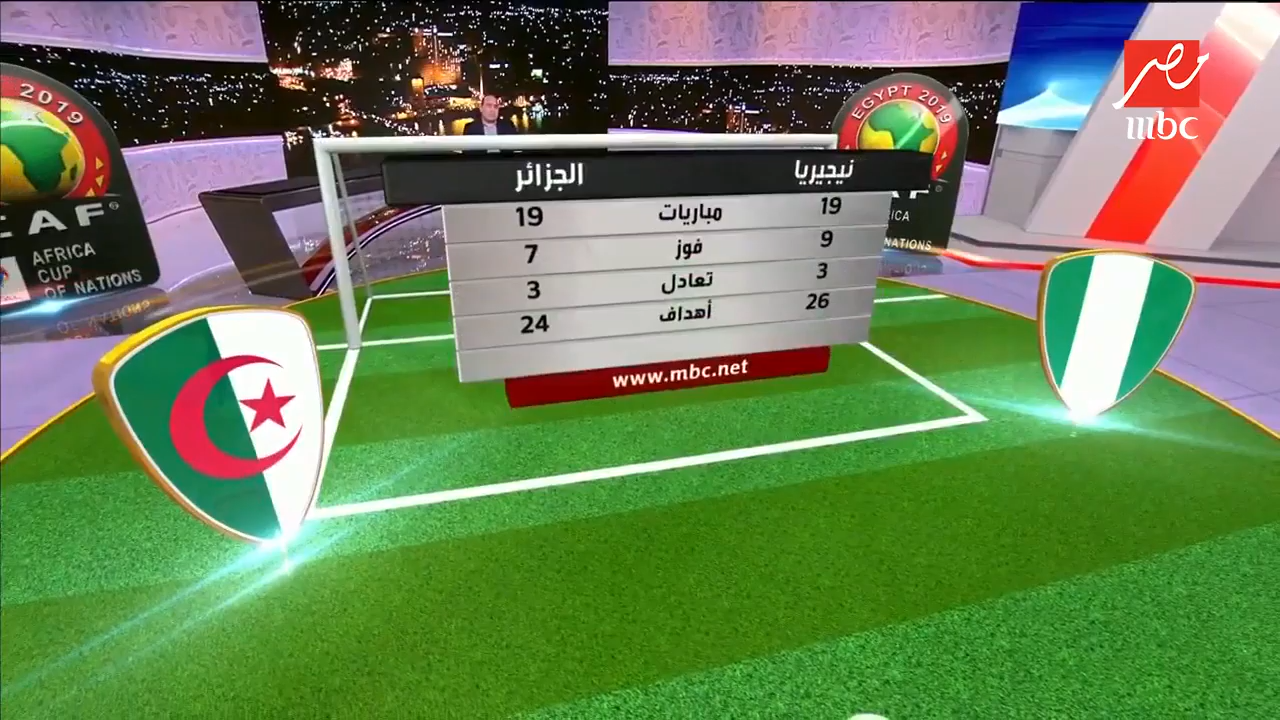 مصر
mbc
2019
CAF
AFRICA
CUP
OF NATIONS
EGYPT 2019
NATIONS
نيجيريا الجزائر
19 مباريات 19
9 فوز 7
3 تعادل 3
26 أهداف 24
www.mbc.net